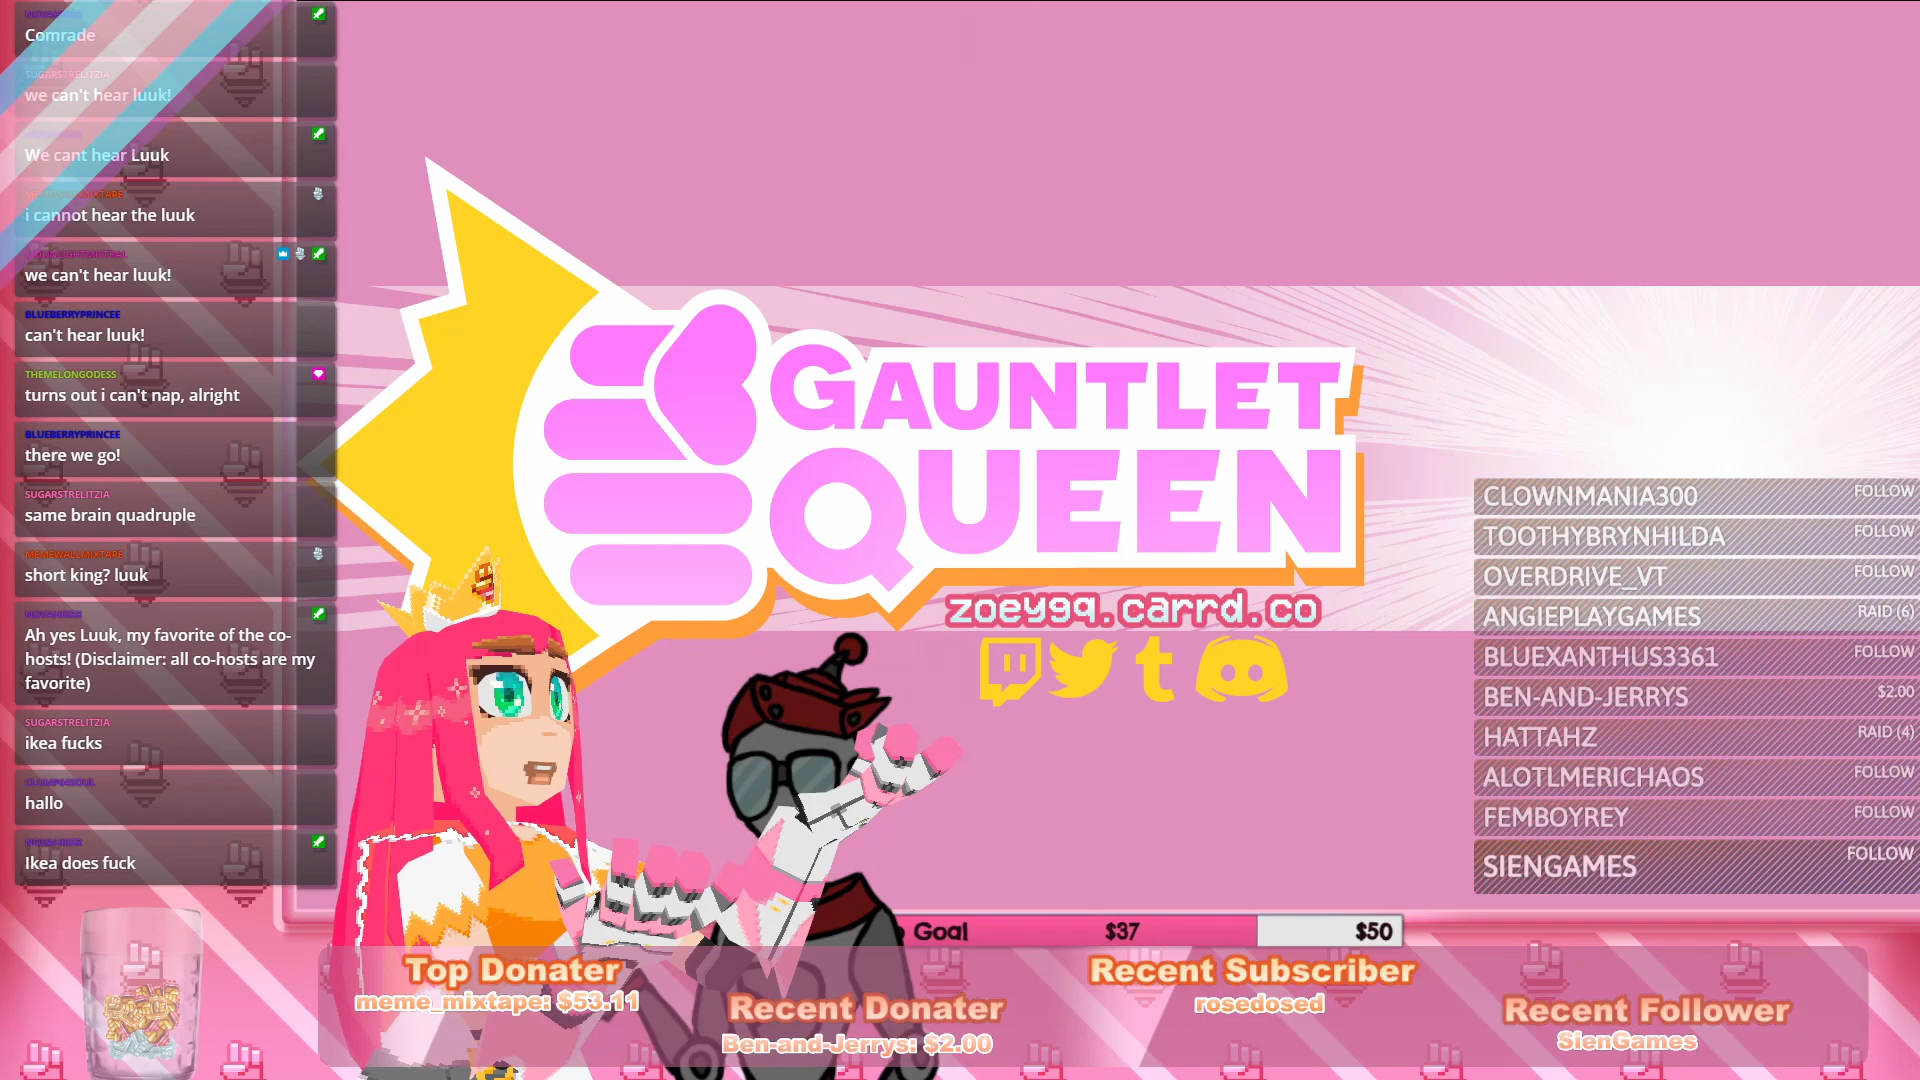 Comrade
SUGARSTRELITZIA
we can't hear luuk!
We cant hear Luuk
i cannot hear the luuk
we can't hear luuk!
BLUEBERRYPRINCEE
can't hear luuk!
THEMELONGODESS
turns out i can't nap, alright
BLUEBERRYPRINCEE
there we go!
SUGARSTRELITZIA
same brain quadruple
MEMEWALLMIXTAPE
short king? luuk
Ah yes Luuk, my favorite of the co-
hosts! (Disclaimer: all co-hosts are my
favorite)
SUGARSTRELITZIA
ikea fucks
hallo
Ikea does fuck
GAUNTLET
QUEEN
zoeygq.carrd.co
CLOWNMANIA300 FOLLOW
TOOTHYBRYNHILDA FOLLOW
OVERDRIVE_VT FOLLOW
ANGIEPLAYGAMES RAID (6)
BLUEXANTHUS3361 FOLLOW
BEN-AND-JERRYS $2.00
HATTAHZ RAID (4)
ALOTLMERICHAOS FOLLOW
FEMBOYREY FOLLOW
SIENGAMES FOLLOW
Goal $37 $50
Top Donater
meme_mixtape: $53.11
Recent Donater
Ben-and-Jerrys: $2.00
Recent Subscriber
rosedosed
Recent Follower
SienGames